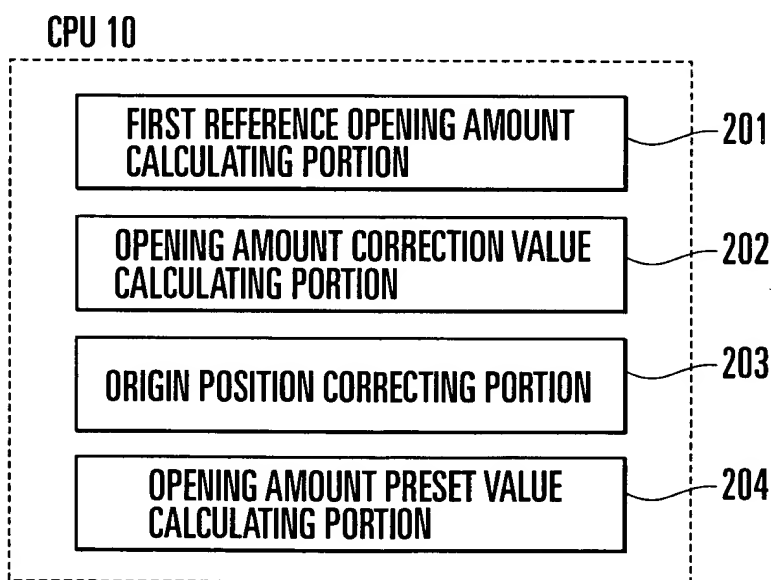 CPU 10
FIRST REFERENCE OPENING AMOUNT
CALCULATING PORTION
201
OPENING AMOUNT CORRECTION VALUE
CALCULATING PORTION
202
ORIGIN POSITION CORRECTING PORTION
203
OPENING AMOUNT PRESET VALUE
CALCULATING PORTION
204